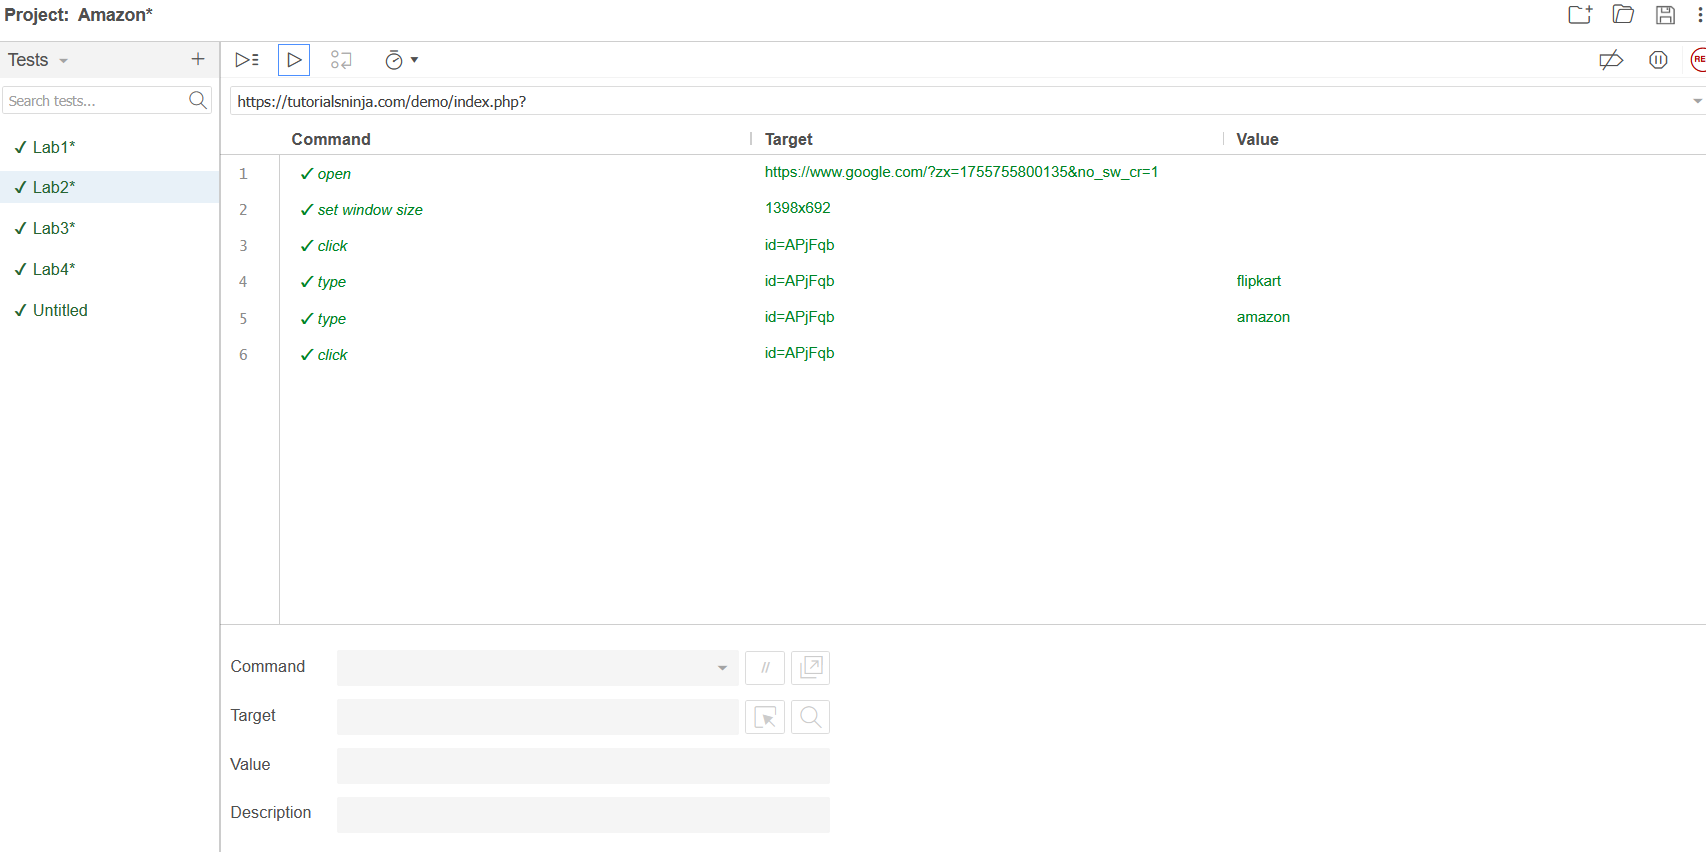 Project: Amazon*
Tests
Search tests...
✓ Lab1*
✓ Lab2*
✓ Lab3*
✓ Lab4*
✓ Untitled
RE
https://tutorialsninja.com/demo/index.php?
Command Target Value
1 ✓ open https://www.google.com/?zx=1755755800135&no_sw_cr=1
2 ✓ set window size 1398x692
3 ✓ click id=APjFqb
4 ✓ type id=APjFqb flipkart
5 ✓ type id=APjFqb amazon
6 ✓ click id=APjFqb
Command //
Target
Value
Description